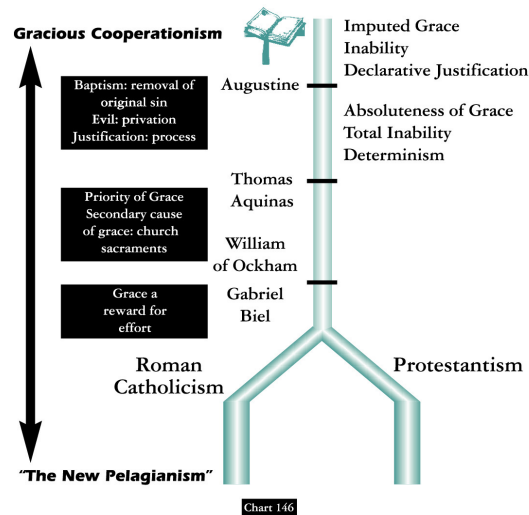 Gracious Cooperationism
Imputed Grace
Inability
Declarative Justification
Baptism: removal of
original sin
Evil: privation
Justification: process
Augustine
Absoluteness of Grace
Total Inability
Determinism
Thomas
Aquinas
Priority of Grace
Secondary cause
of grace: church
sacraments
William
of Ockham
Grace a
reward for
effort
Gabriel
Biel
Roman
Catholicism
Protestantism
"The New Pelagianism"
Chart 146